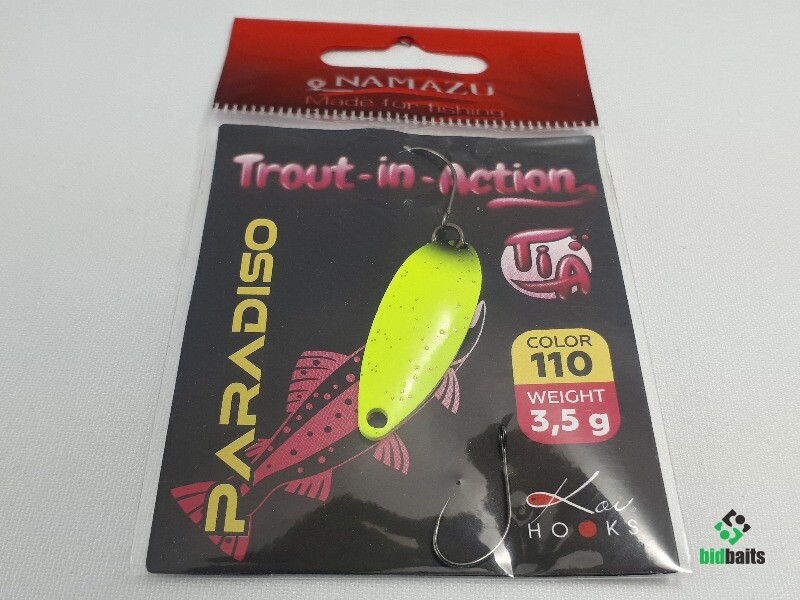 NAMAZU
Made for fishing
Trout-in-Action
PARADISO
TiA
COLOR
110
WEIGHT
3,5 g
Koi
HOOKS
bidbaits